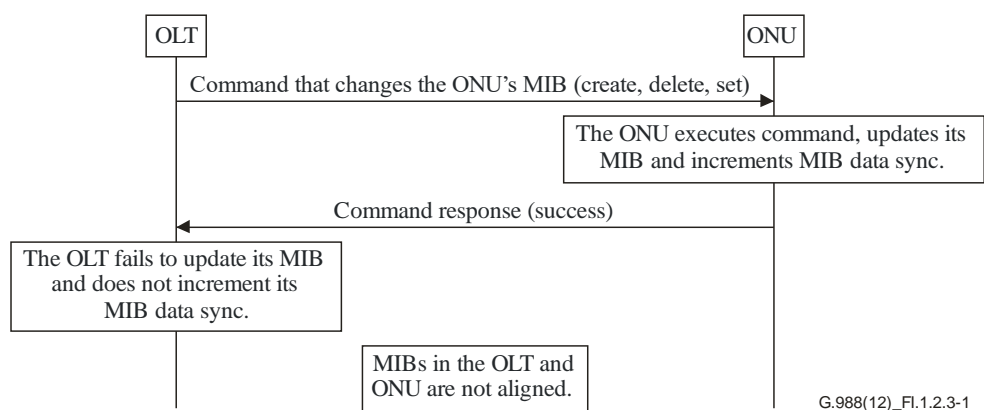 OLT
ONU
Command that changes the ONU's MIB (create, delete, set)
The ONU executes command, updates its
MIB and increments MIB data sync.
Command response (success)
The OLT fails to update its MIB
and does not increment its
MIB data sync.
MIBs in the OLT and
ONU are not aligned.
G.988(12)_FI.1.2.3-1